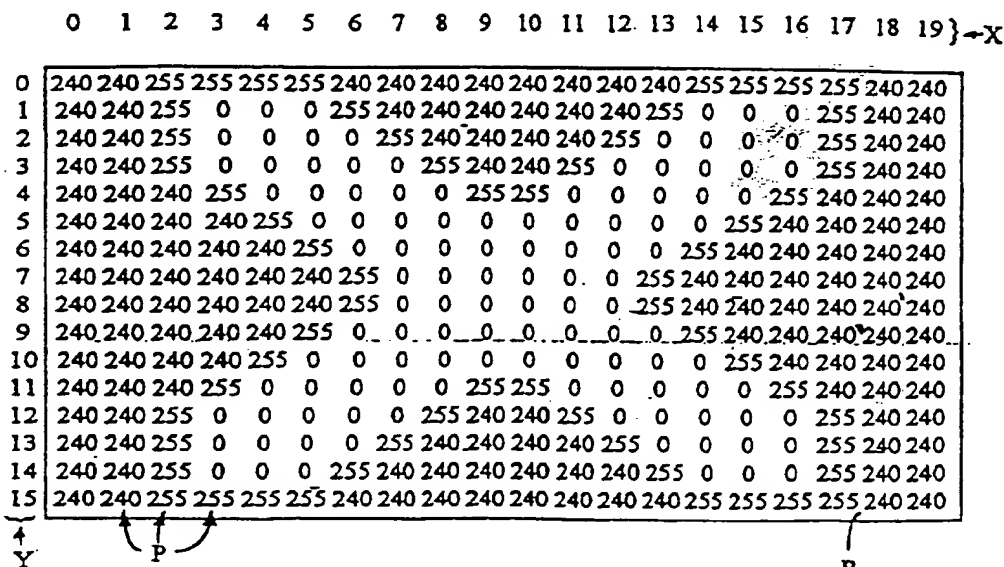 0 1 2 3 4 5 6 7 8 9 10 11 12 13 14 15 16 17 18 19 } ←X
0 240 240 255 255 255 255 240 240 240 240 240 240 240 240 255 255 255 255 240 240
1 240 240 255 0 0 0 255 240 240 240 240 240 240 255 0 0 0 255 240 240
2 240 240 255 0 0 0 0 255 240 240 240 240 255 0 0 0 0 255 240 240
3 240 240 255 0 0 0 0 0 255 240 240 255 0 0 0 0 0 255 240 240
4 240 240 240 255 0 0 0 0 0 255 255 0 0 0 0 0 255 240 240 240
5 240 240 240 240 255 0 0 0 0 0 0 0 0 0 0 255 240 240 240 240
6 240 240 240 240 240 255 0 0 0 0 0 0 0 0 255 240 240 240 240 240
7 240 240 240 240 240 240 255 0 0 0 0 0 0 255 240 240 240 240 240 240
8 240 240 240 240 240 240 255 0 0 0 0 0 0 255 240 240 240 240 240 240
9 240 240 240 240 240 255 0 0 0 0 0 0 0 0 255 240 240 240 240 240
10 240 240 240 240 255 0 0 0 0 0 0 0 0 0 0 255 240 240 240 240
11 240 240 240 255 0 0 0 0 0 255 255 0 0 0 0 0 255 240 240 240
12 240 240 255 0 0 0 0 0 255 240 240 255 0 0 0 0 0 255 240 240
13 240 240 255 0 0 0 0 255 240 240 240 240 255 0 0 0 0 255 240 240
14 240 240 255 0 0 0 255 240 240 240 240 240 240 255 0 0 0 255 240 240
15 240 240 255 255 255 255 240 240 240 240 240 240 240 240 255 255 255 255 240 240
Y P